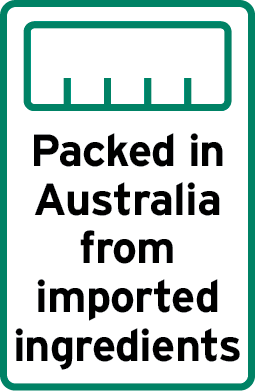 Packed in
Australia
from
imported
ingredients